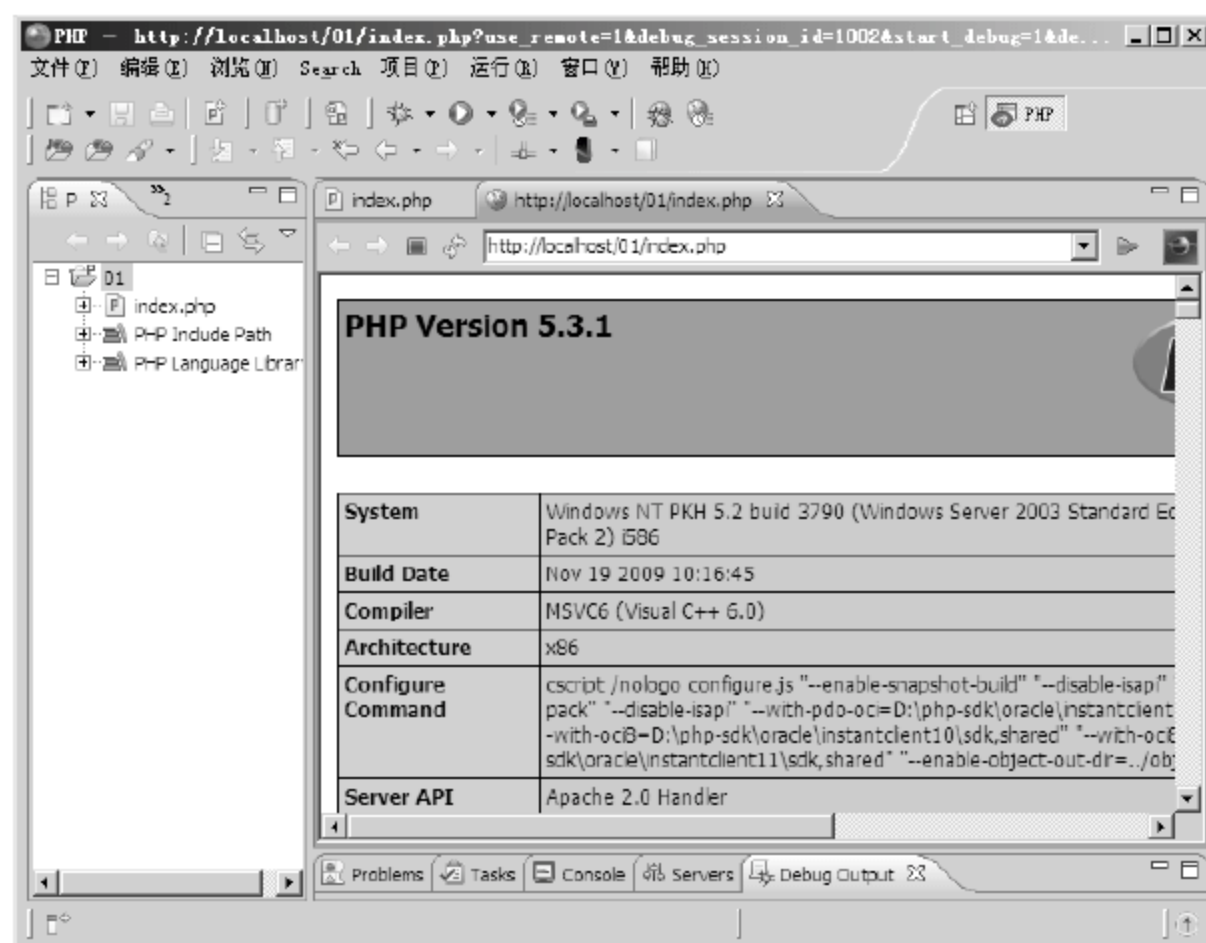 PHP - http://localhost/01/index.php?use_remote=1&debug_session_id=1002&start_debug=1&de...
文件(F) 编辑(E) 浏览(N) Search 项目(P) 运行(R) 窗口(W) 帮助(H)
PHP
P
»2
index.php
http://localhost/01/index.php
http://localhost/01/index.php
01
index.php
PHP Include Path
PHP Language Librar
PHP Version 5.3.1
System
Windows NT PKH 5.2 build 3790 (Windows Server 2003 Standard Ed
Pack 2) i586
Build Date
Nov 19 2009 10:16:45
Compiler
MSVC6 (Visual C++ 6.0)
Architecture
x86
Configure
Command
cscript /nologo configure.js "--enable-snapshot-build" "--disable-isapi"
pack" "--disable-isapi" "--with-pdo-oci=D:\php-sdk\oracle\instantclient
-with-oci8=D:\php-sdk\oracle\instantclient10\sdk,shared" "--with-oci8
sdk\oracle\instantclient11\sdk,shared" "--enable-object-out-dir=../obj
Server API
Apache 2.0 Handler
Problems
Tasks
Console
Servers
Debug Output